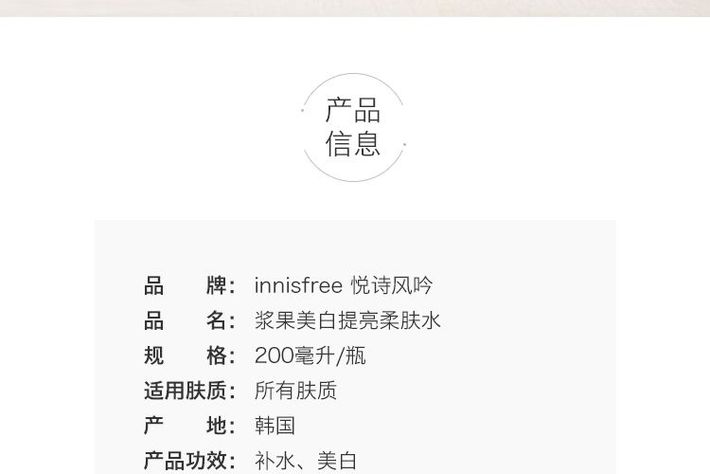 产品
信息
品 牌： innisfree 悦诗风吟
品 名： 浆果美白提亮柔肤水
规 格： 200毫升/瓶
适用肤质： 所有肤质
产 地： 韩国
产品功效： 补水、美白